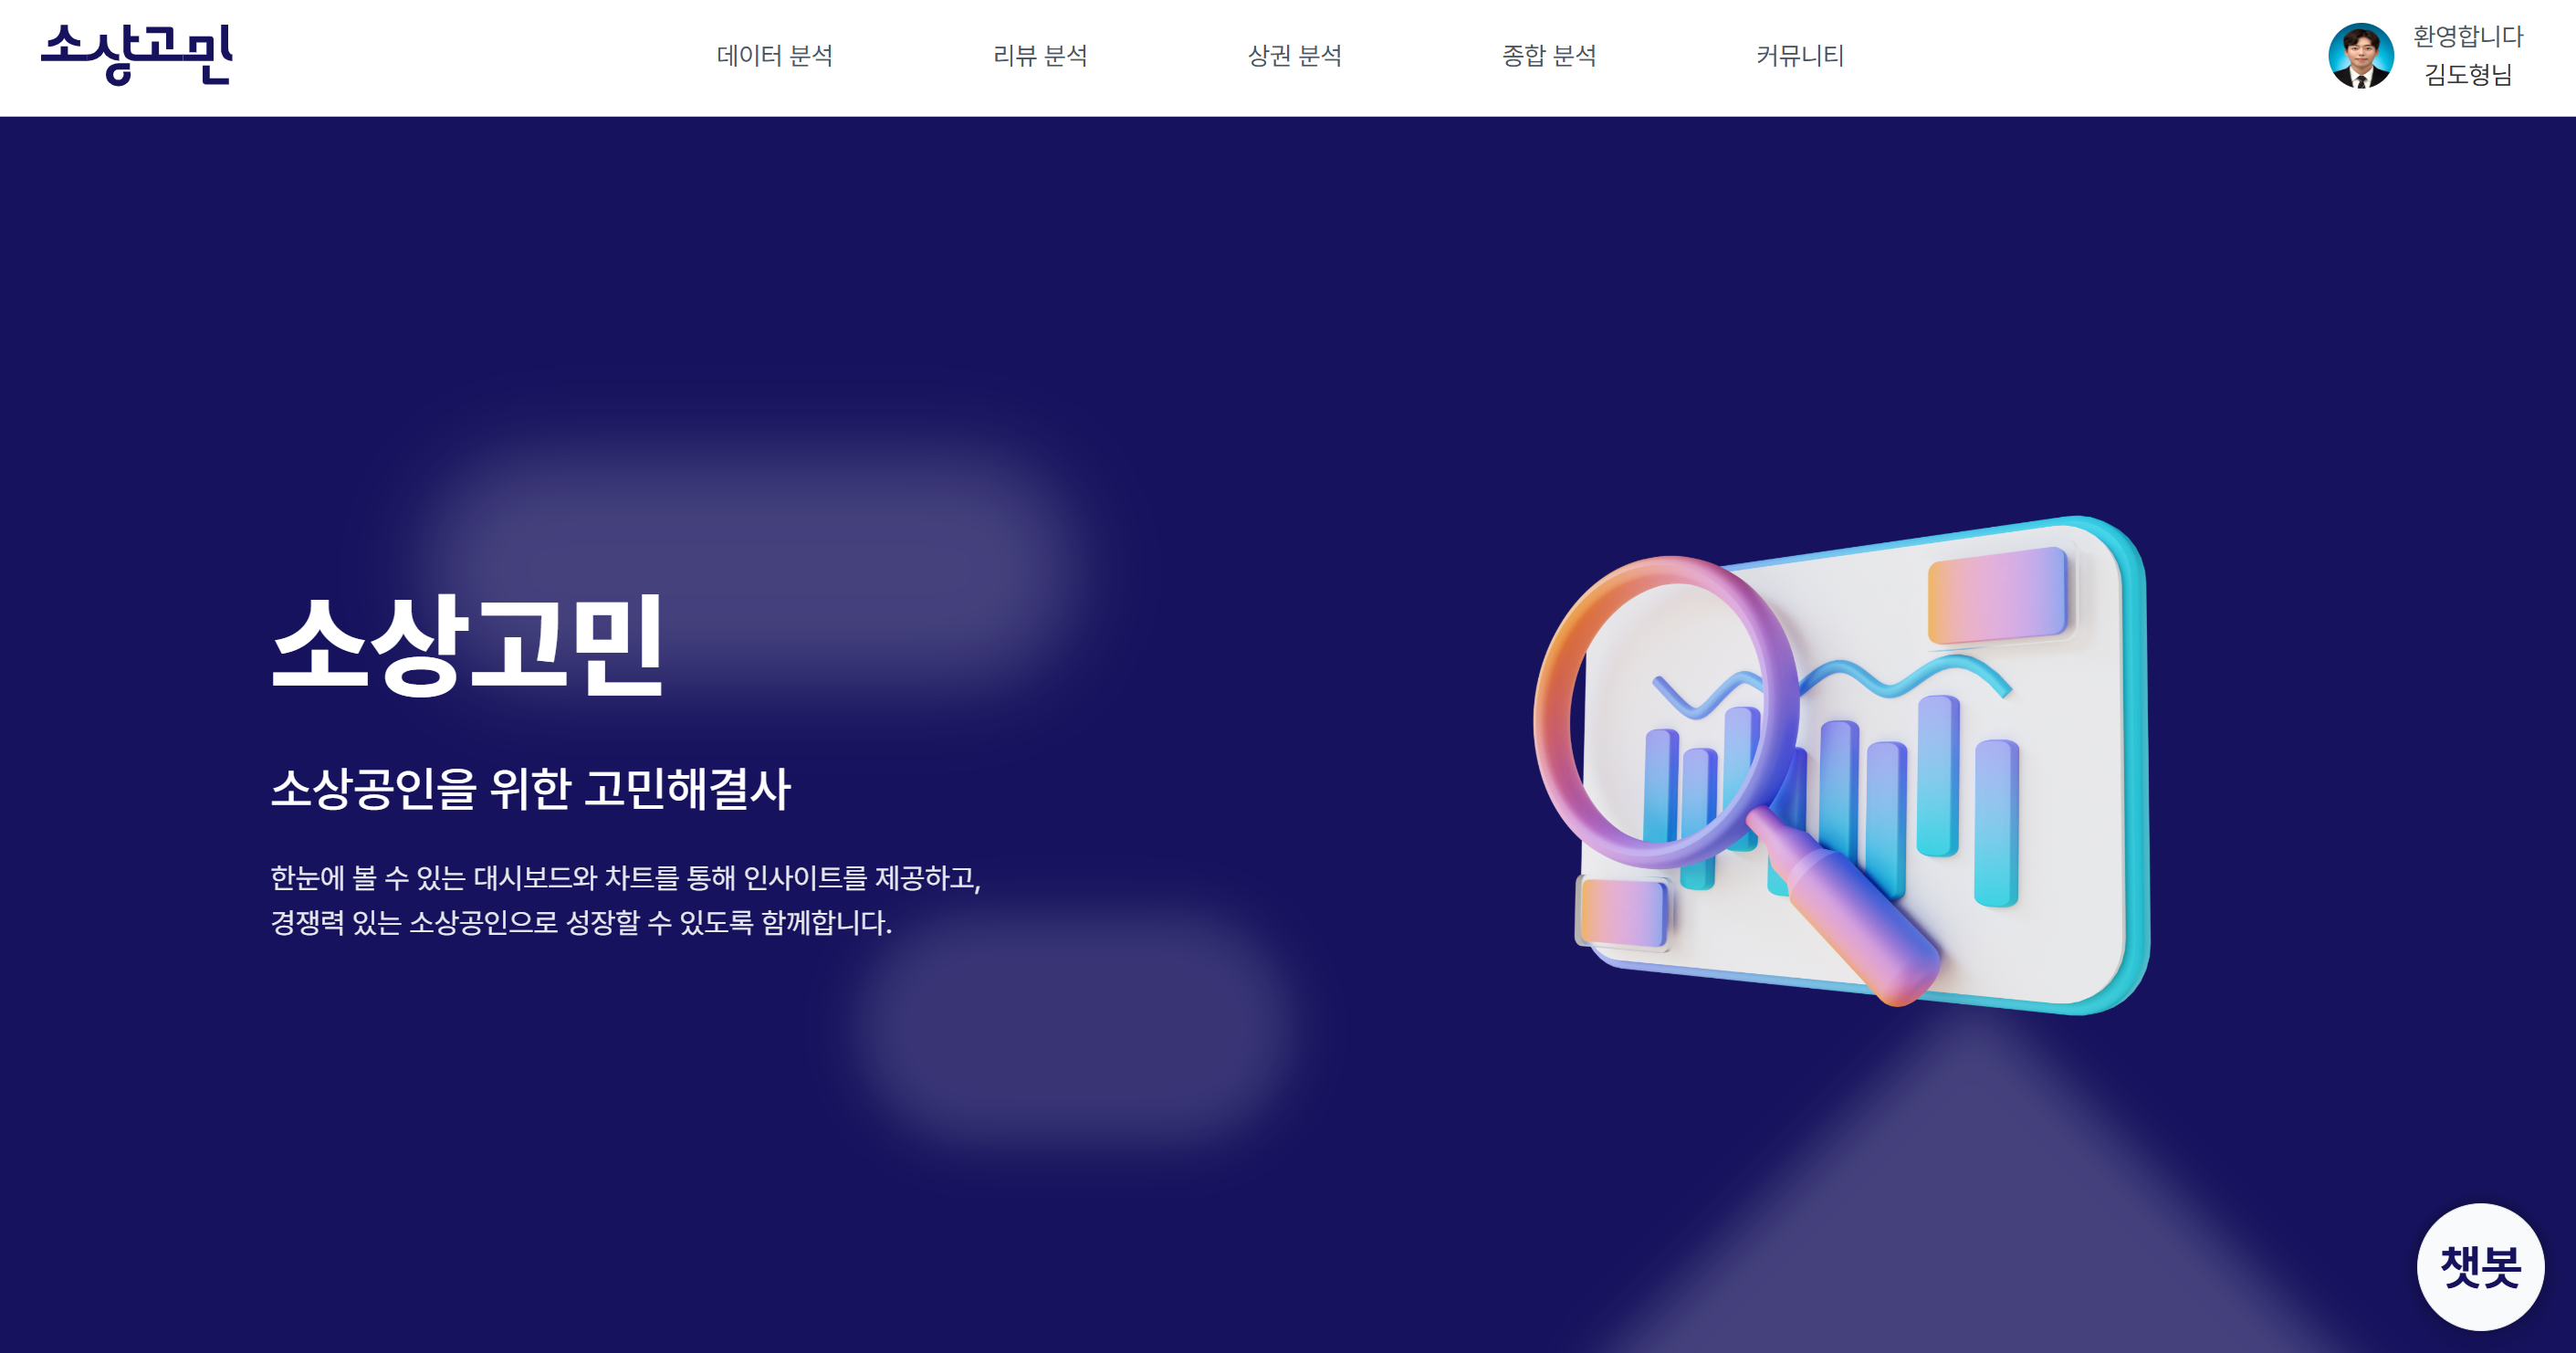 소상고민
데이터 분석
리뷰 분석
상권 분석
종합 분석
커뮤니티
환영합니다
김도형님
소상고민
소상공인을 위한 고민해결사
한눈에 볼 수 있는 대시보드와 차트를 통해 인사이트를 제공하고,
경쟁력 있는 소상공인으로 성장할 수 있도록 함께합니다.
챗봇